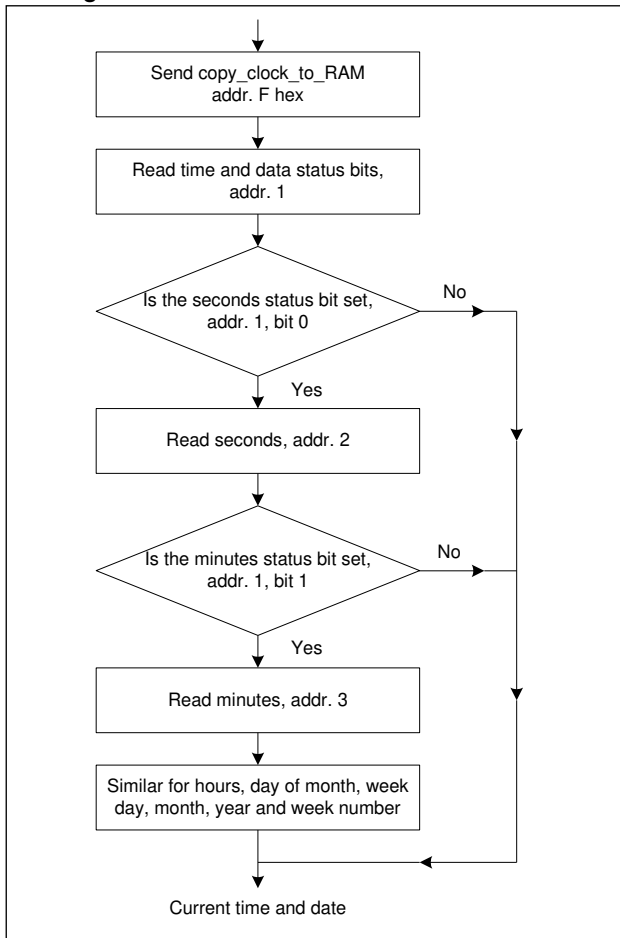 Send copy_clock_to_RAM
addr. F hex
Read time and data status bits,
addr. 1
Is the seconds status bit set,
addr. 1, bit 0
No
Yes
Read seconds, addr. 2
Is the minutes status bit set,
addr. 1, bit 1
No
Yes
Read minutes, addr. 3
Similar for hours, day of month, week
day, month, year and week number
Current time and date